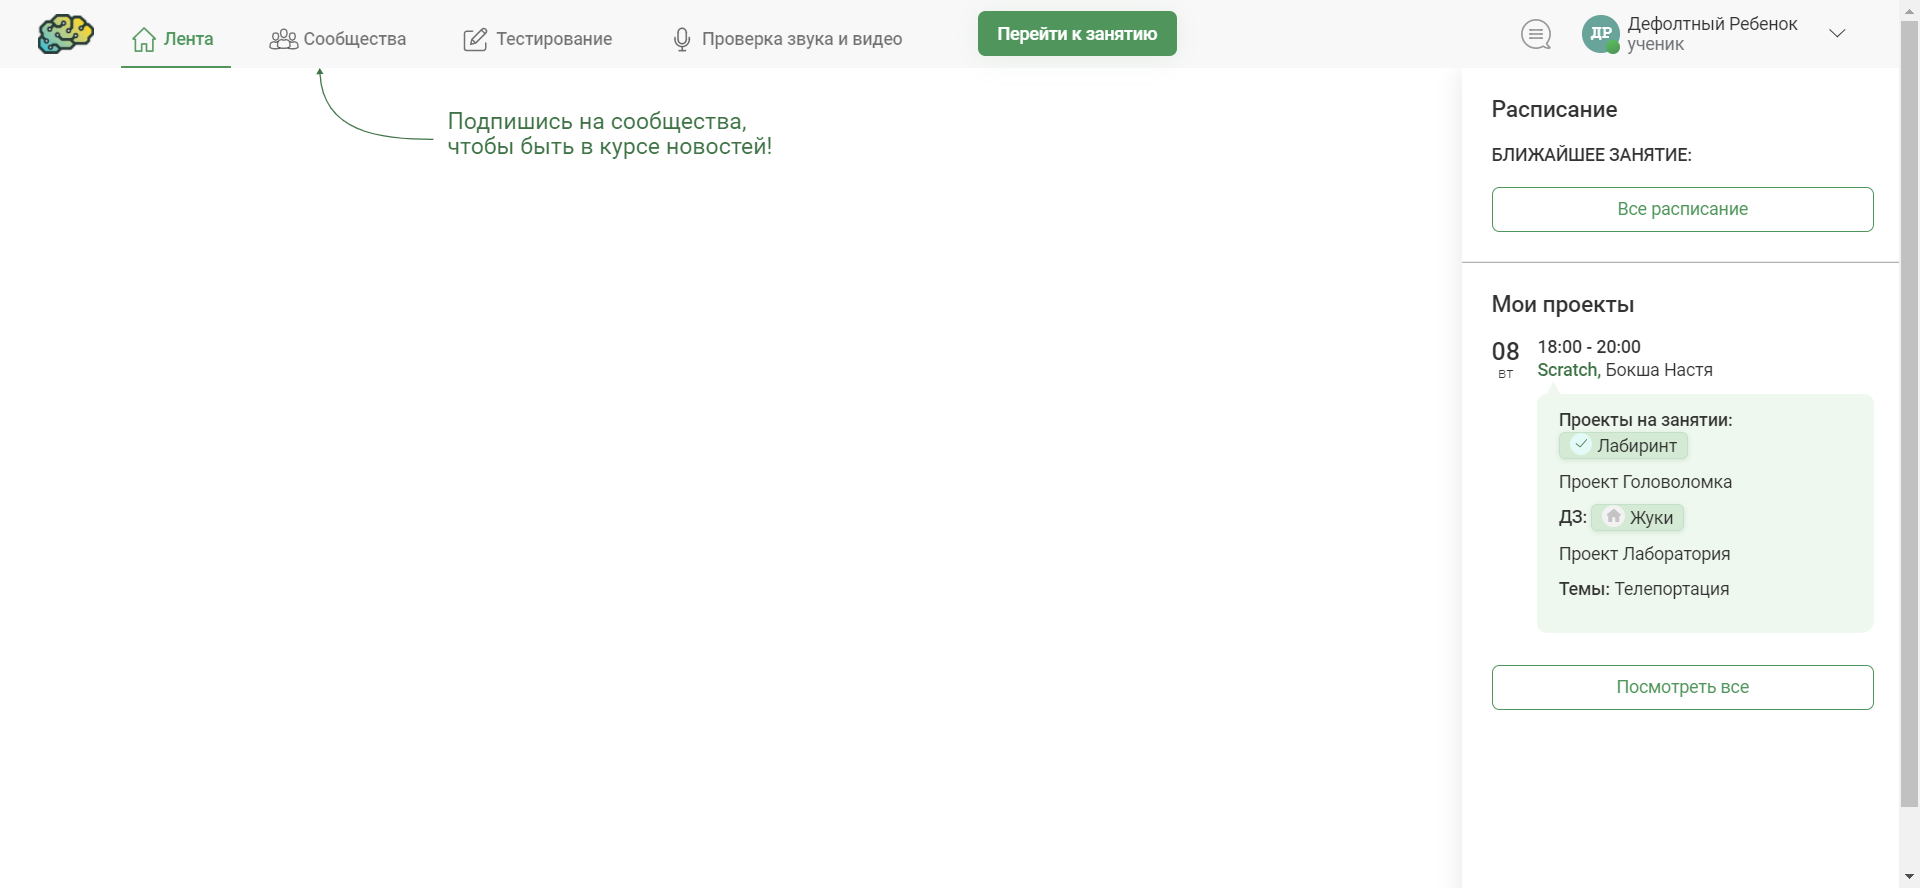 Лента
Сообщества
Тестирование
Проверка звука и видео
Перейти к занятию
ДР
Дефолтный Ребенок
ученик
Подпишись на сообщества,
чтобы быть в курсе новостей!
Расписание
БЛИЖАЙШЕЕ ЗАНЯТИЕ:
Все расписание
Мои проекты
08
вт
18:00 - 20:00
Scratch, Бокша Настя
Проекты на занятии:
Лабиринт
Проект Головоломка
ДЗ: Жуки
Проект Лаборатория
Темы: Телепортация
Посмотреть все